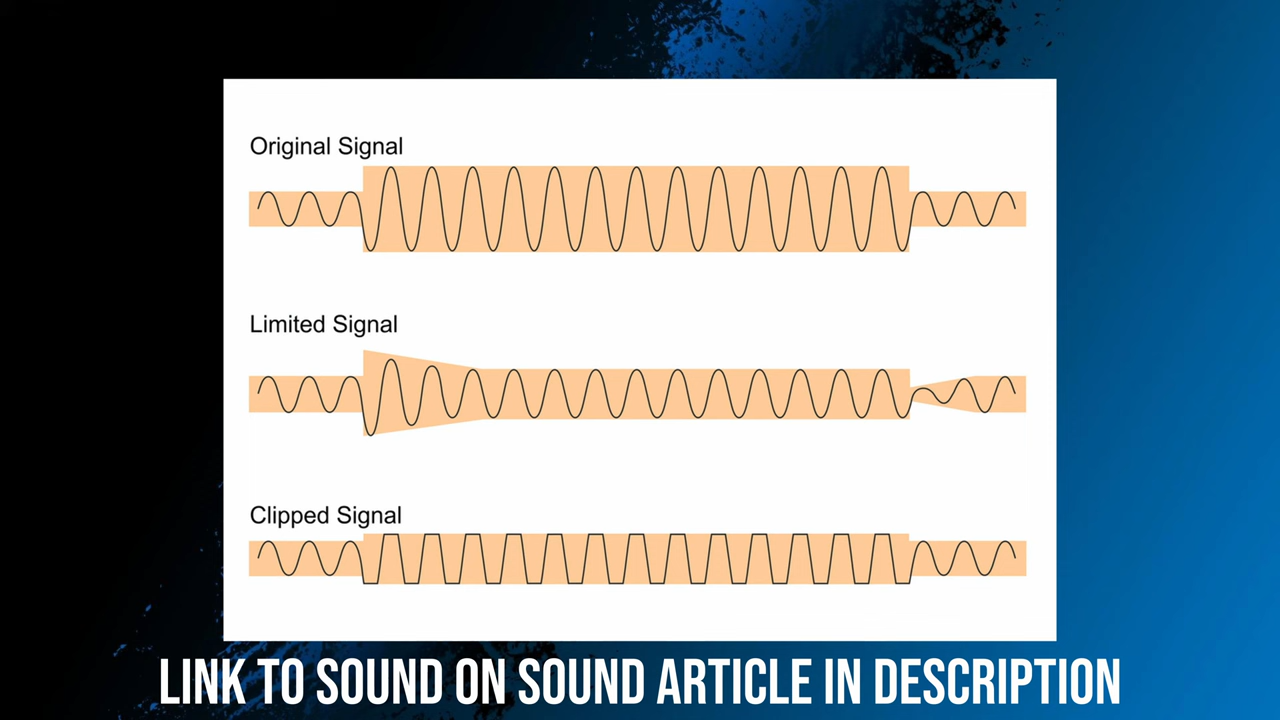 Original Signal
Limited Signal
Clipped Signal
LINK TO SOUND ON SOUND ARTICLE IN DESCRIPTION